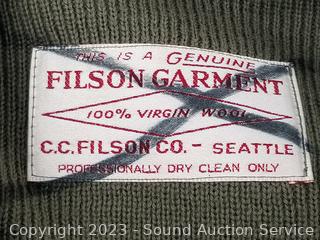 THIS IS A GENUINE
FILSON GARMENT
100% VIRGIN WOOL
C.C. FILSON CO. – SEATTLE
PROFESSIONALLY DRY CLEAN ONLY
Copyright 2023 - Sound Auction Service